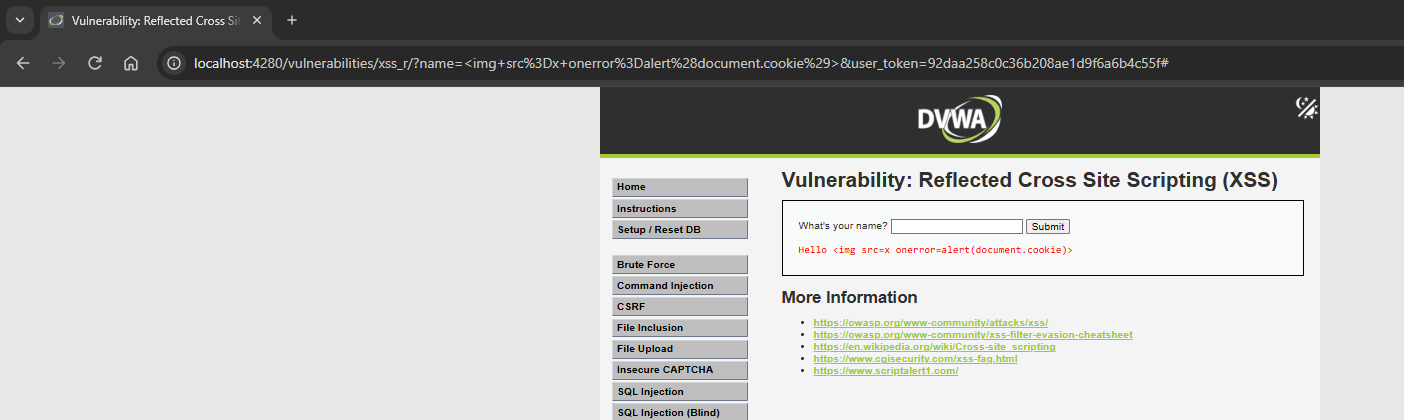 Vulnerability: Reflected Cross Sit
localhost:4280/vulnerabilities/xss_r/?name=<img+src%3Dx+onerror%3Dalert%28document.cookie%29>&user_token=92daa258c0c36b208ae1d9f6a6b4c55f#
DVWA
Home
Instructions
Setup / Reset DB
Brute Force
Command Injection
CSRF
File Inclusion
File Upload
Insecure CAPTCHA
SQL Injection
SQL Injection (Blind)
Vulnerability: Reflected Cross Site Scripting (XSS)
What's your name? Submit
Hello <img src=x onerror=alert(document.cookie)>
More Information
https://owasp.org/www-community/attacks/xss/
https://owasp.org/www-community/xss-filter-evasion-cheatsheet
https://en.wikipedia.org/wiki/Cross-site_scripting
https://www.cgisecurity.com/xss-faq.html
https://www.scriptalert1.com/